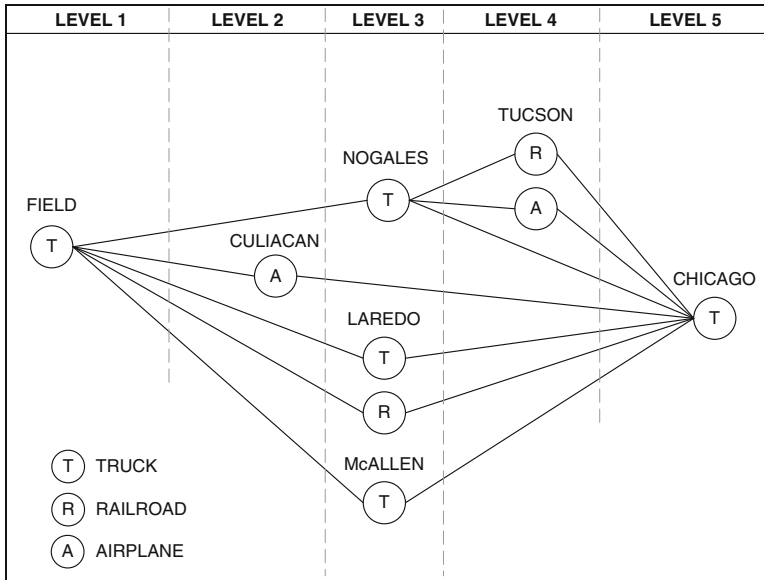 LEVEL 1 LEVEL 2 LEVEL 3 LEVEL 4 LEVEL 5
TUCSON
R
NOGALES
T
A
FIELD
T
CULIACAN
A
CHICAGO
T
LAREDO
T
R
McALLEN
T
T TRUCK
R RAILROAD
A AIRPLANE